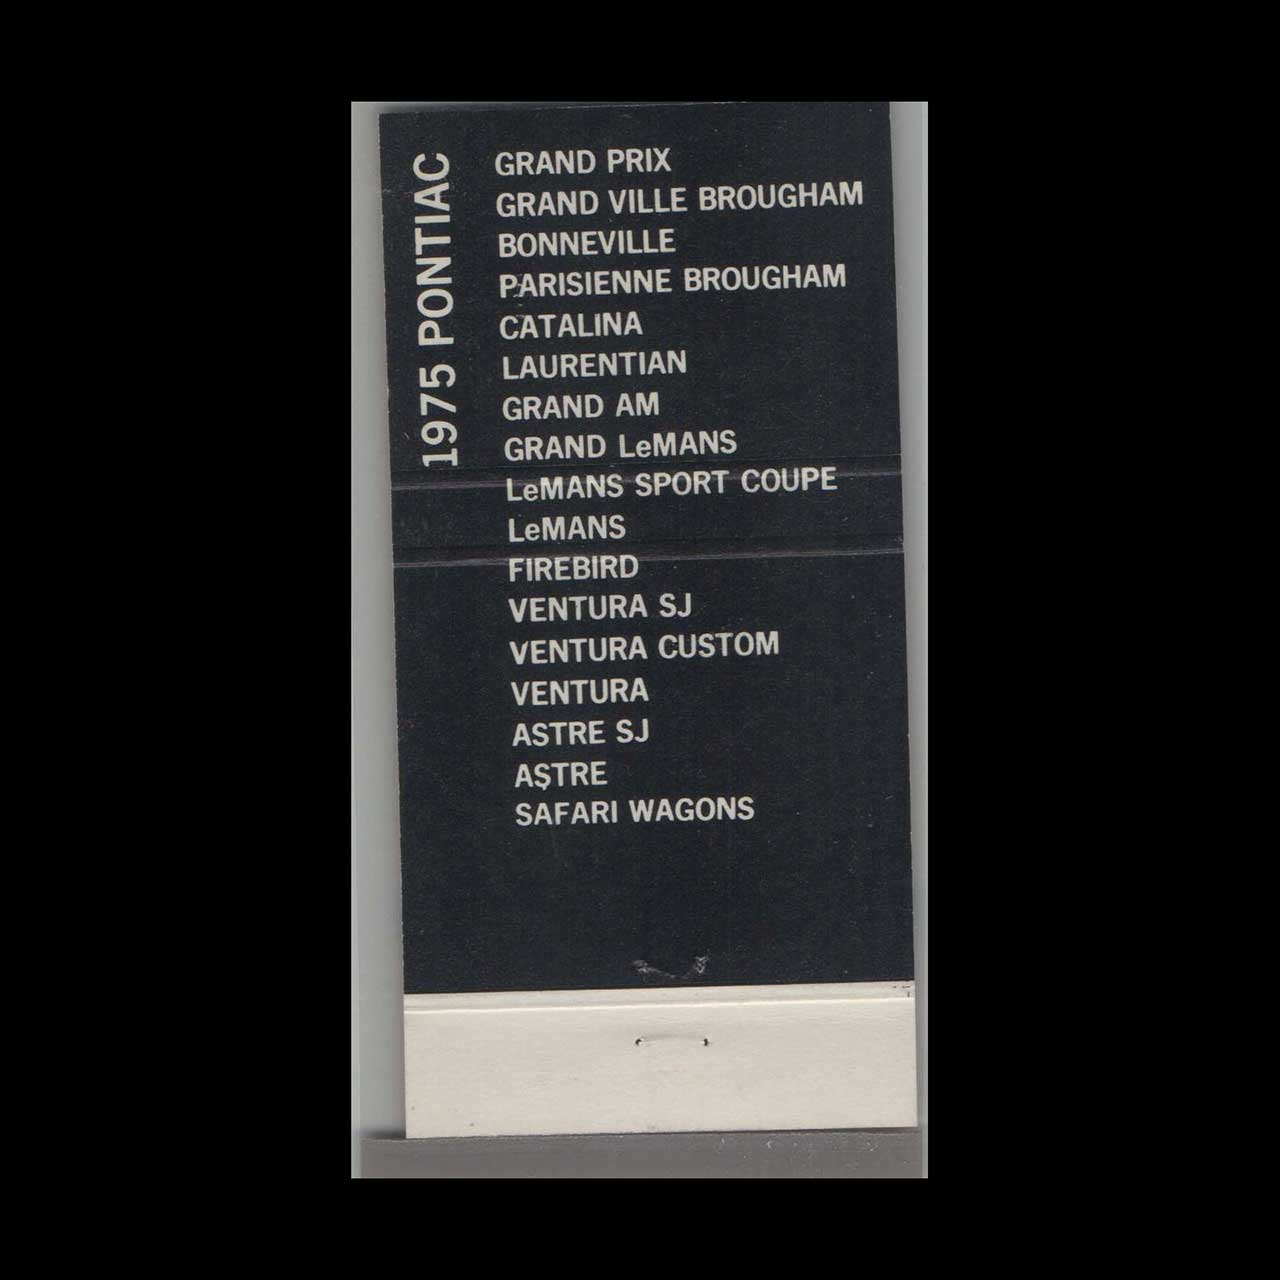 1975 PONTIAC
GRAND PRIX
GRAND VILLE BROUGHAM
BONNEVILLE
PARISIENNE BROUGHAM
CATALINA
LAURENTIAN
GRAND AM
GRAND LeMANS
LeMANS SPORT COUPE
LeMANS
FIREBIRD
VENTURA SJ
VENTURA CUSTOM
VENTURA
ASTRE SJ
ASTRE
SAFARI WAGONS